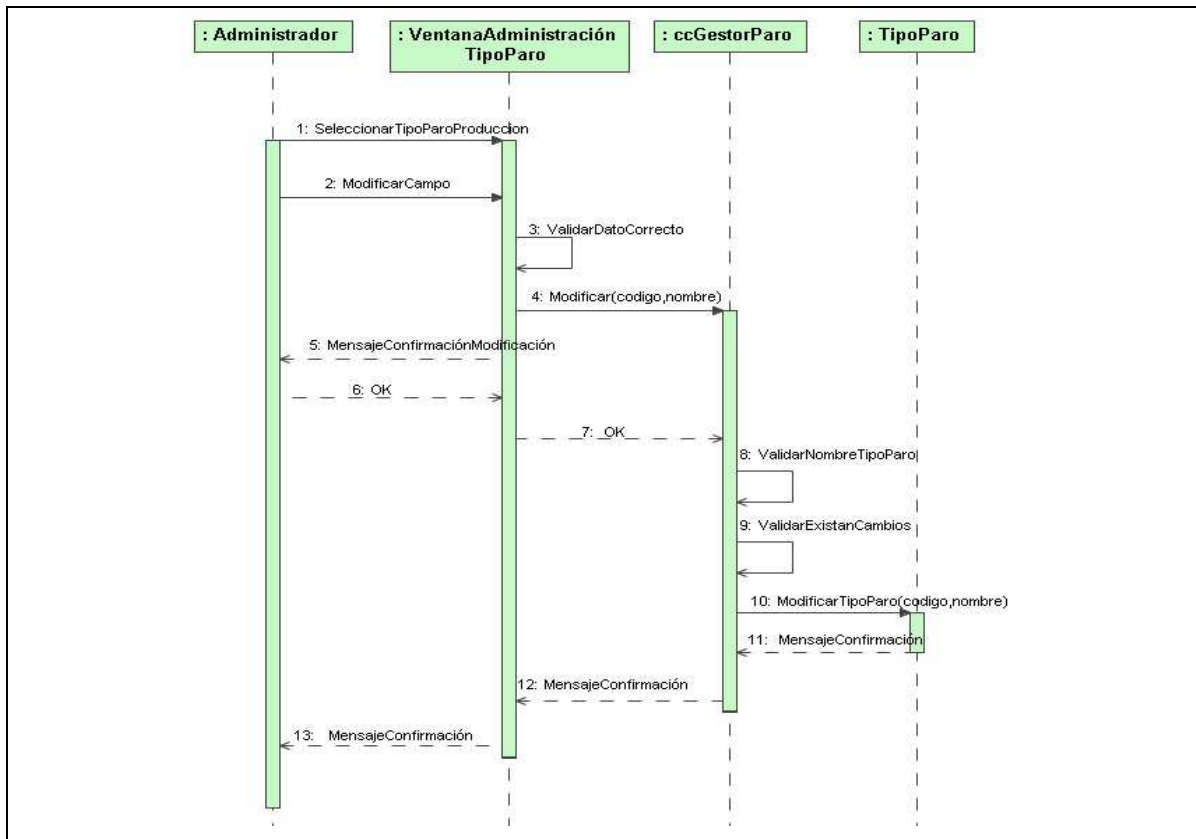 : Administrador
: VentanaAdministración
TipoParo
: ccGestorParo
: TipoParo
1: SeleccionarTipoParoProduccion
2: ModificarCampo
3: ValidarDatoCorrecto
4: Modificar(codigo,nombre)
5: MensajeConfirmaciónModificación
6: OK
7: OK
8: ValidarNombreTipoParo
9: ValidarExistanCambios
10: ModificarTipoParo(codigo,nombre)
11: MensajeConfirmación
12: MensajeConfirmación
13: MensajeConfirmación